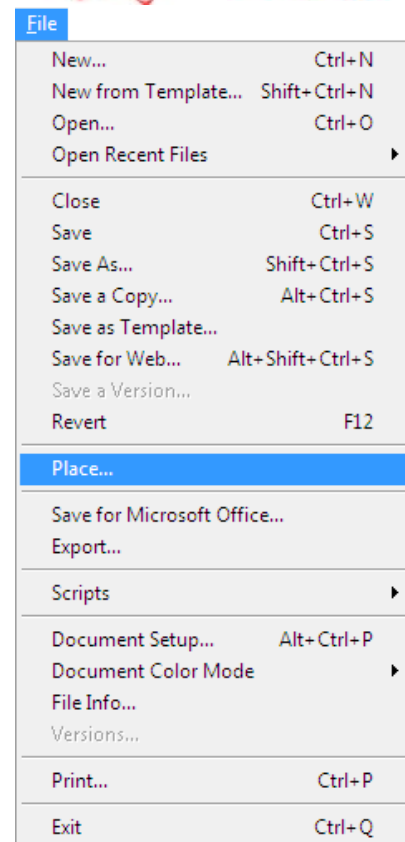 File
New... Ctrl+N
New from Template... Shift+Ctrl+N
Open... Ctrl+O
Open Recent Files
Close Ctrl+W
Save Ctrl+S
Save As... Shift+Ctrl+S
Save a Copy... Alt+Ctrl+S
Save as Template...
Save for Web... Alt+Shift+Ctrl+S
Save a Version...
Revert F12
Place...
Save for Microsoft Office...
Export...
Scripts
Document Setup... Alt+Ctrl+P
Document Color Mode
File Info...
Versions...
Print... Ctrl+P
Exit Ctrl+Q